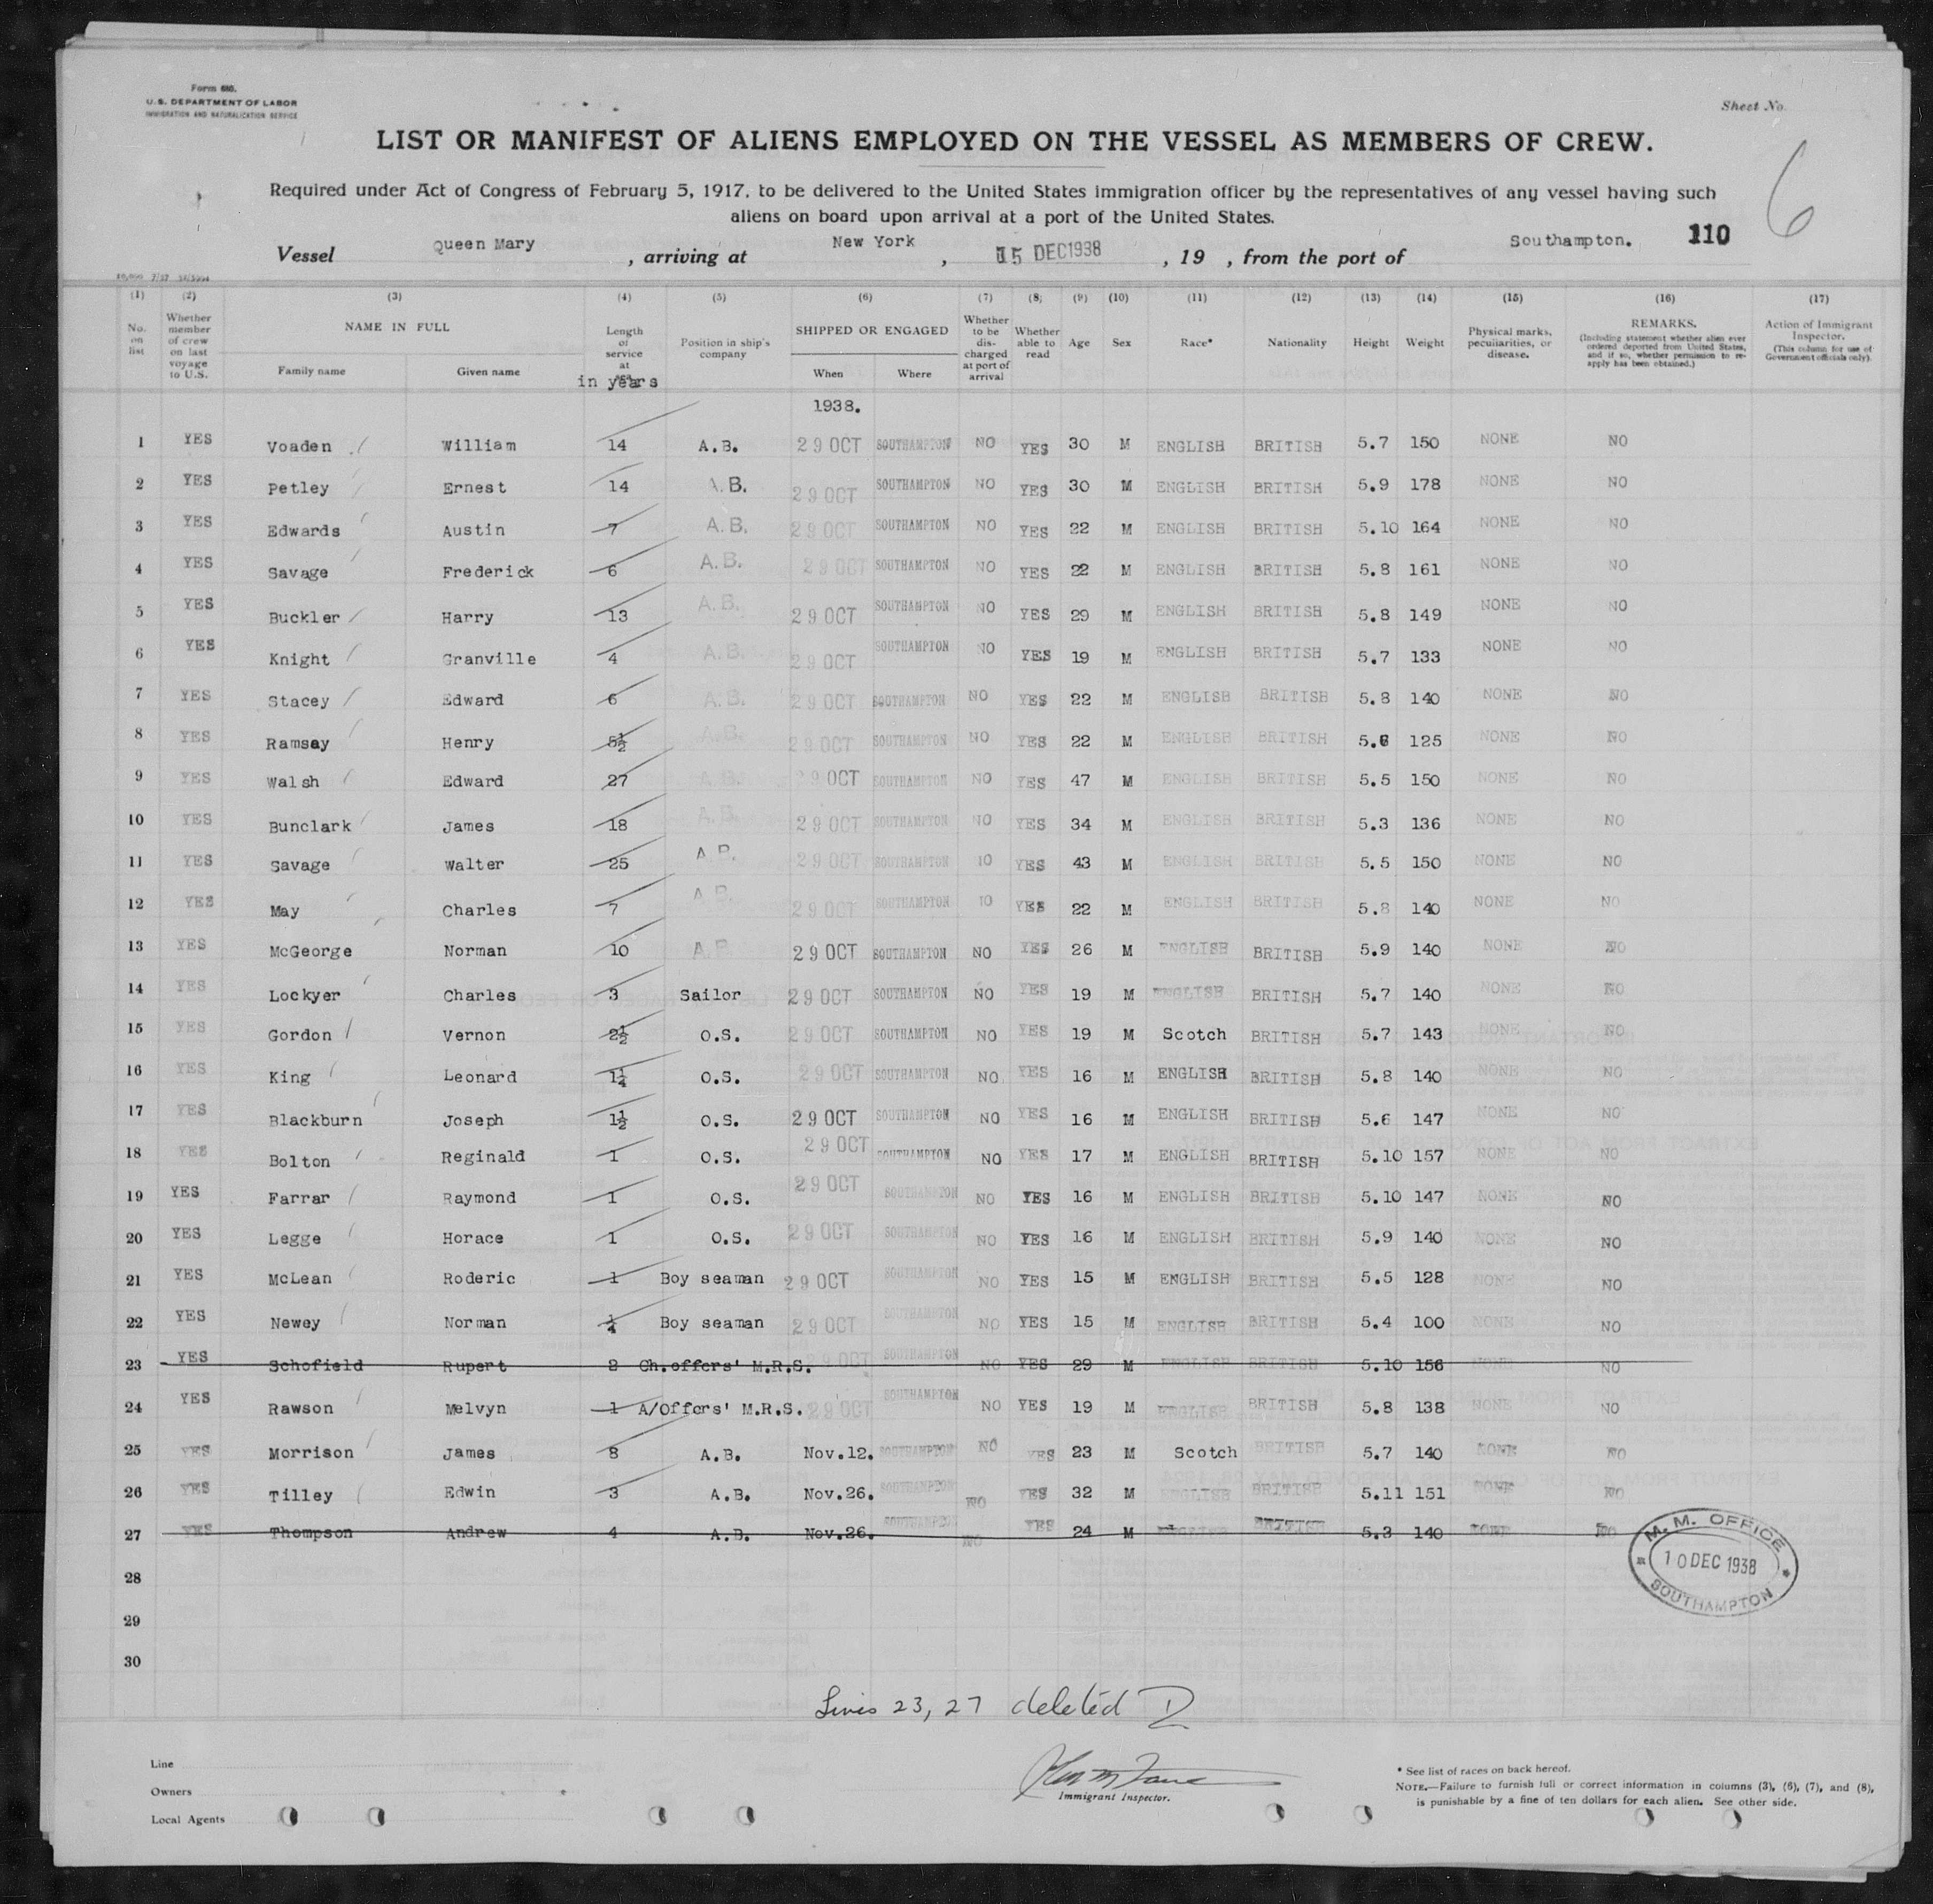 Form 680.
U.S. DEPARTMENT OF LABOR
IMMIGRATION AND NATURALIZATION SERVICE
Sheet No.
6
LIST OR MANIFEST OF ALIENS EMPLOYED ON THE VESSEL AS MEMBERS OF CREW.
Required under Act of Congress of February 5, 1917, to be delivered to the United States immigration officer by the representatives of any vessel having such
aliens on board upon arrival at a port of the United States.
Vessel Queen Mary , arriving at New York , 15 DEC 1938 , 19 , from the port of Southampton. 110
(1) (2) (3) (4) (5) (6) (7) (8) (9) (10) (11) (12) (13) (14) (15) (16) (17)
No. on list
Whether member of crew on last voyage to U.S.
NAME IN FULL
Family name Given name
Length of service at
in years
Position in ship's company
SHIPPED OR ENGAGED
When Where
Whether to be discharged at port of arrival
Whether able to read
Age Sex Race* Nationality Height Weight
Physical marks, peculiarities, or disease.
REMARKS.
(Including statement whether alien ever ordered deported from United States, and if so, whether permission to re-apply has been obtained.)
Action of Immigrant Inspector.
(This column for use of Government officials only).
1938.
1 YES Voaden William 14 A.B. 29 OCT SOUTHAMPTON NO YES 30 M ENGLISH BRITISH 5.7 150 NONE NO
2 YES Petley Ernest 14 A.B. 29 OCT SOUTHAMPTON NO YES 30 M ENGLISH BRITISH 5.9 178 NONE NO
3 YES Edwards Austin 7 A.B. 29 OCT SOUTHAMPTON NO YES 22 M ENGLISH BRITISH 5.10 164 NONE NO
4 YES Savage Frederick 6 A.B. 29 OCT SOUTHAMPTON NO YES 22 M ENGLISH BRITISH 5.8 161 NONE NO
5 YES Buckler Harry 13 A.B. 29 OCT SOUTHAMPTON NO YES 29 M ENGLISH BRITISH 5.8 149 NONE NO
6 YES Knight Granville 4 A.B. 29 OCT SOUTHAMPTON NO YES 19 M ENGLISH BRITISH 5.7 133 NONE NO
7 YES Stacey Edward 6 A.B. 29 OCT SOUTHAMPTON NO YES 22 M ENGLISH BRITISH 5.8 140 NONE NO
8 YES Ramsay Henry 5½ A.B. 29 OCT SOUTHAMPTON NO YES 22 M ENGLISH BRITISH 5.6 125 NONE NO
9 YES Walsh Edward 27 A.B. 29 OCT SOUTHAMPTON NO YES 47 M ENGLISH BRITISH 5.5 150 NONE NO
10 YES Bunclark James 18 A.B. 29 OCT SOUTHAMPTON NO YES 34 M ENGLISH BRITISH 5.3 136 NONE NO
11 YES Savage Walter 25 A.B. 29 OCT SOUTHAMPTON NO YES 43 M ENGLISH BRITISH 5.5 150 NONE NO
12 YES May Charles 7 A.B. 29 OCT SOUTHAMPTON NO YES 22 M ENGLISH BRITISH 5.8 140 NONE NO
13 YES McGeorge Norman 10 A.B. 29 OCT SOUTHAMPTON NO YES 26 M ENGLISH BRITISH 5.9 140 NONE NO
14 YES Lockyer Charles 3 Sailor 29 OCT SOUTHAMPTON NO YES 19 M ENGLISH BRITISH 5.7 140 NONE NO
15 YES Gordon Vernon 2½ O.S. 29 OCT SOUTHAMPTON NO YES 19 M Scotch BRITISH 5.7 143 NONE NO
16 YES King Leonard 1¼ O.S. 29 OCT SOUTHAMPTON NO YES 16 M ENGLISH BRITISH 5.8 140 NONE NO
17 YES Blackburn Joseph 1½ O.S. 29 OCT SOUTHAMPTON NO YES 16 M ENGLISH BRITISH 5.6 147 NONE NO
18 YES Bolton Reginald 1 O.S. 29 OCT SOUTHAMPTON NO YES 17 M ENGLISH BRITISH 5.10 157 NONE NO
19 YES Farrar Raymond 1 O.S. 29 OCT SOUTHAMPTON NO YES 16 M ENGLISH BRITISH 5.10 147 NONE NO
20 YES Legge Horace 1 O.S. 29 OCT SOUTHAMPTON NO YES 16 M ENGLISH BRITISH 5.9 140 NONE NO
21 YES McLean Roderic 1 Boy seaman 29 OCT SOUTHAMPTON NO YES 15 M ENGLISH BRITISH 5.5 128 NONE NO
22 YES Newey Norman ¼ Boy seaman 29 OCT SOUTHAMPTON NO YES 15 M ENGLISH BRITISH 5.4 100 NONE NO
23 YES Schofield Rupert 2 Ch.offers' M.R.S. 29 OCT SOUTHAMPTON NO YES 29 M ENGLISH BRITISH 5.10 156 NONE NO
24 YES Rawson Melvyn 1 A/Offers' M.R.S. 29 OCT SOUTHAMPTON NO YES 19 M ENGLISH BRITISH 5.8 138 NONE NO
25 YES Morrison James 8 A.B. Nov.12. SOUTHAMPTON NO YES 23 M Scotch BRITISH 5.7 140 NONE NO
26 YES Tilley Edwin 3 A.B. Nov.26. SOUTHAMPTON NO YES 32 M ENGLISH BRITISH 5.11 151 NONE NO
27 YES Thompson Andrew 4 A.B. Nov.26. SOUTHAMPTON NO YES 24 M ENGLISH BRITISH 5.3 140 NONE NO
28
29
30
M. M. OFFICE
10 DEC 1938
SOUTHAMPTON
Lines 23, 27 deleted
Line
Owners
Local Agents
Immigrant Inspector.
* See list of races on back hereof.
NOTE.—Failure to furnish full or correct information in columns (3), (6), (7), and (8),
is punishable by a fine of ten dollars for each alien. See other side.